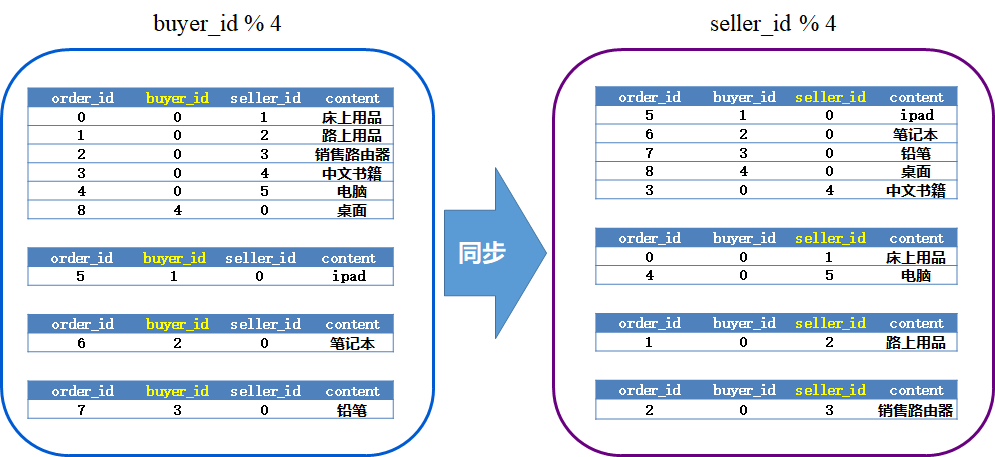 buyer_id % 4
order_id buyer_id seller_id content
0 0 1 床上用品
1 0 2 路上用品
2 0 3 销售路由器
3 0 4 中文书籍
4 0 5 电脑
8 4 0 桌面
order_id buyer_id seller_id content
5 1 0 ipad
order_id buyer_id seller_id content
6 2 0 笔记本
order_id buyer_id seller_id content
7 3 0 铅笔
同步
seller_id % 4
order_id buyer_id seller_id content
5 1 0 ipad
6 2 0 笔记本
7 3 0 铅笔
8 4 0 桌面
3 0 4 中文书籍
order_id buyer_id seller_id content
0 0 1 床上用品
4 0 5 电脑
order_id buyer_id seller_id content
1 0 2 路上用品
order_id buyer_id seller_id content
2 0 3 销售路由器